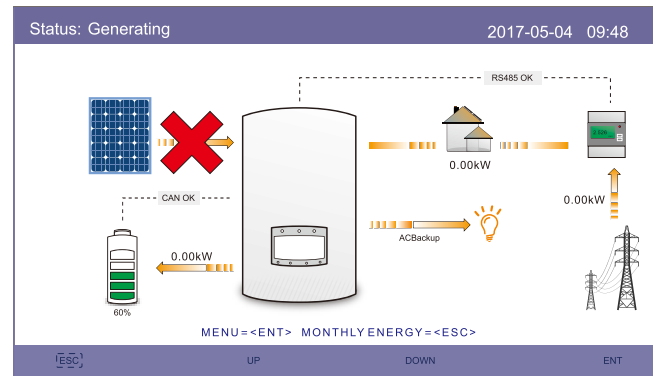 Status: Generating
2017-05-04 09:48
RS485 OK
0.00kW
CAN OK
0.00kW
0.00kW
ACBackup
60%
MENU=<ENT> MONTHLY ENERGY=<ESC>
ESC UP DOWN ENT